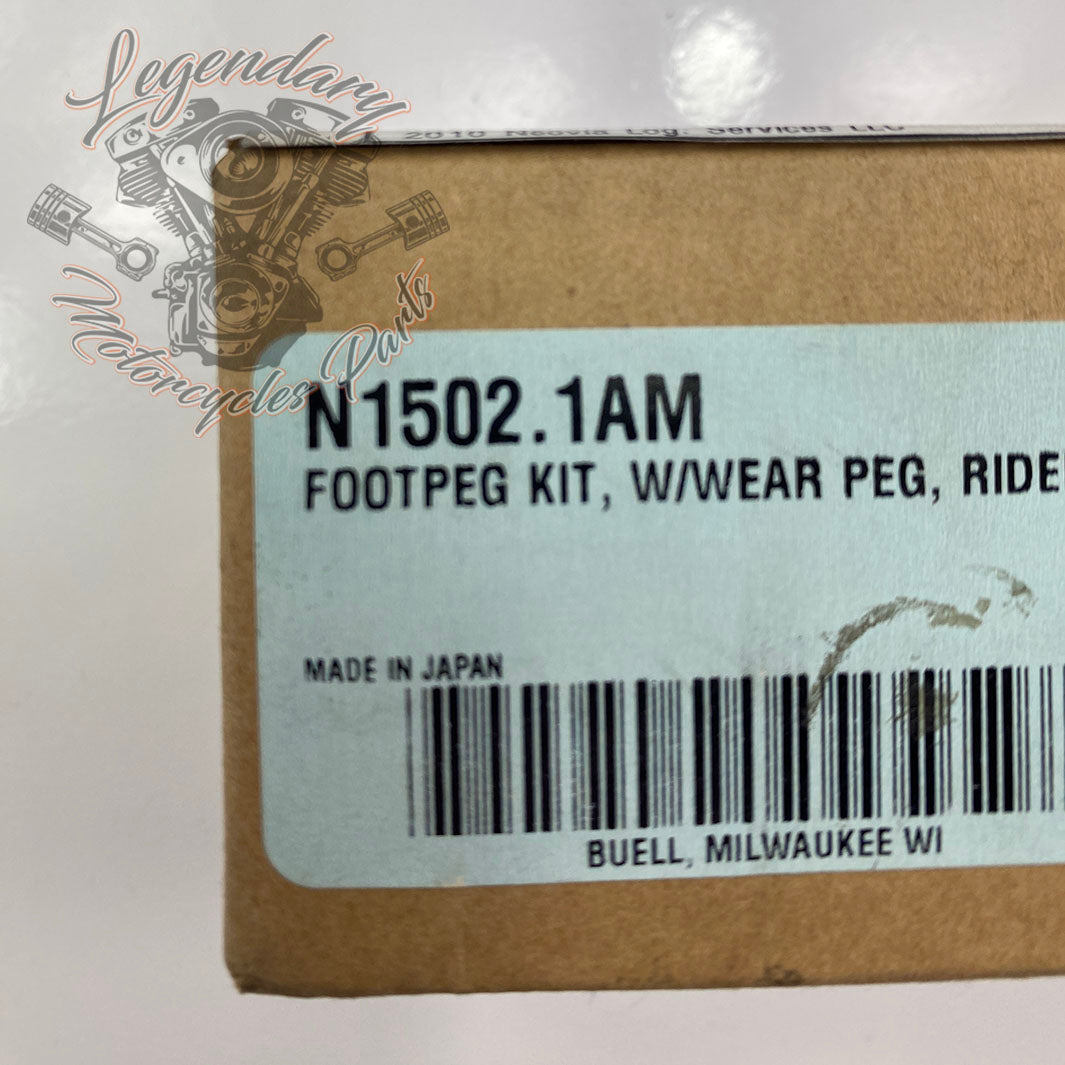 Legendary
Motorcycles Parts
2010 Neovia Log. Services LLC
N1502.1AM
FOOTPEG KIT, W/WEAR PEG, RIDE
MADE IN JAPAN
BUELL, MILWAUKEE WI